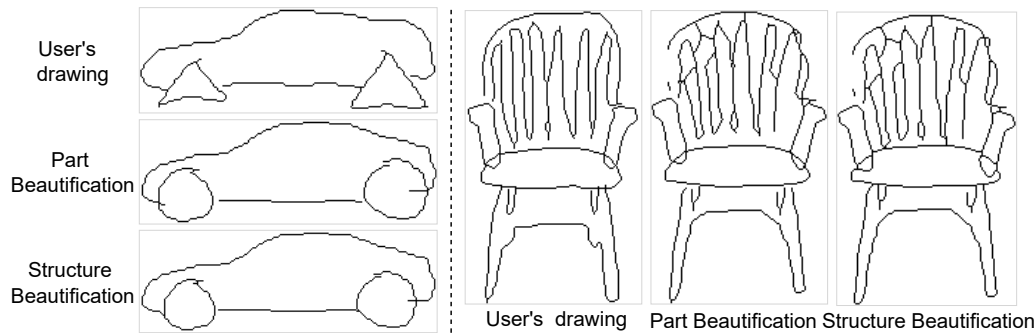 User's
drawing
Part
Beautification
Structure
Beautification
User's drawing
Part Beautification
Structure Beautification